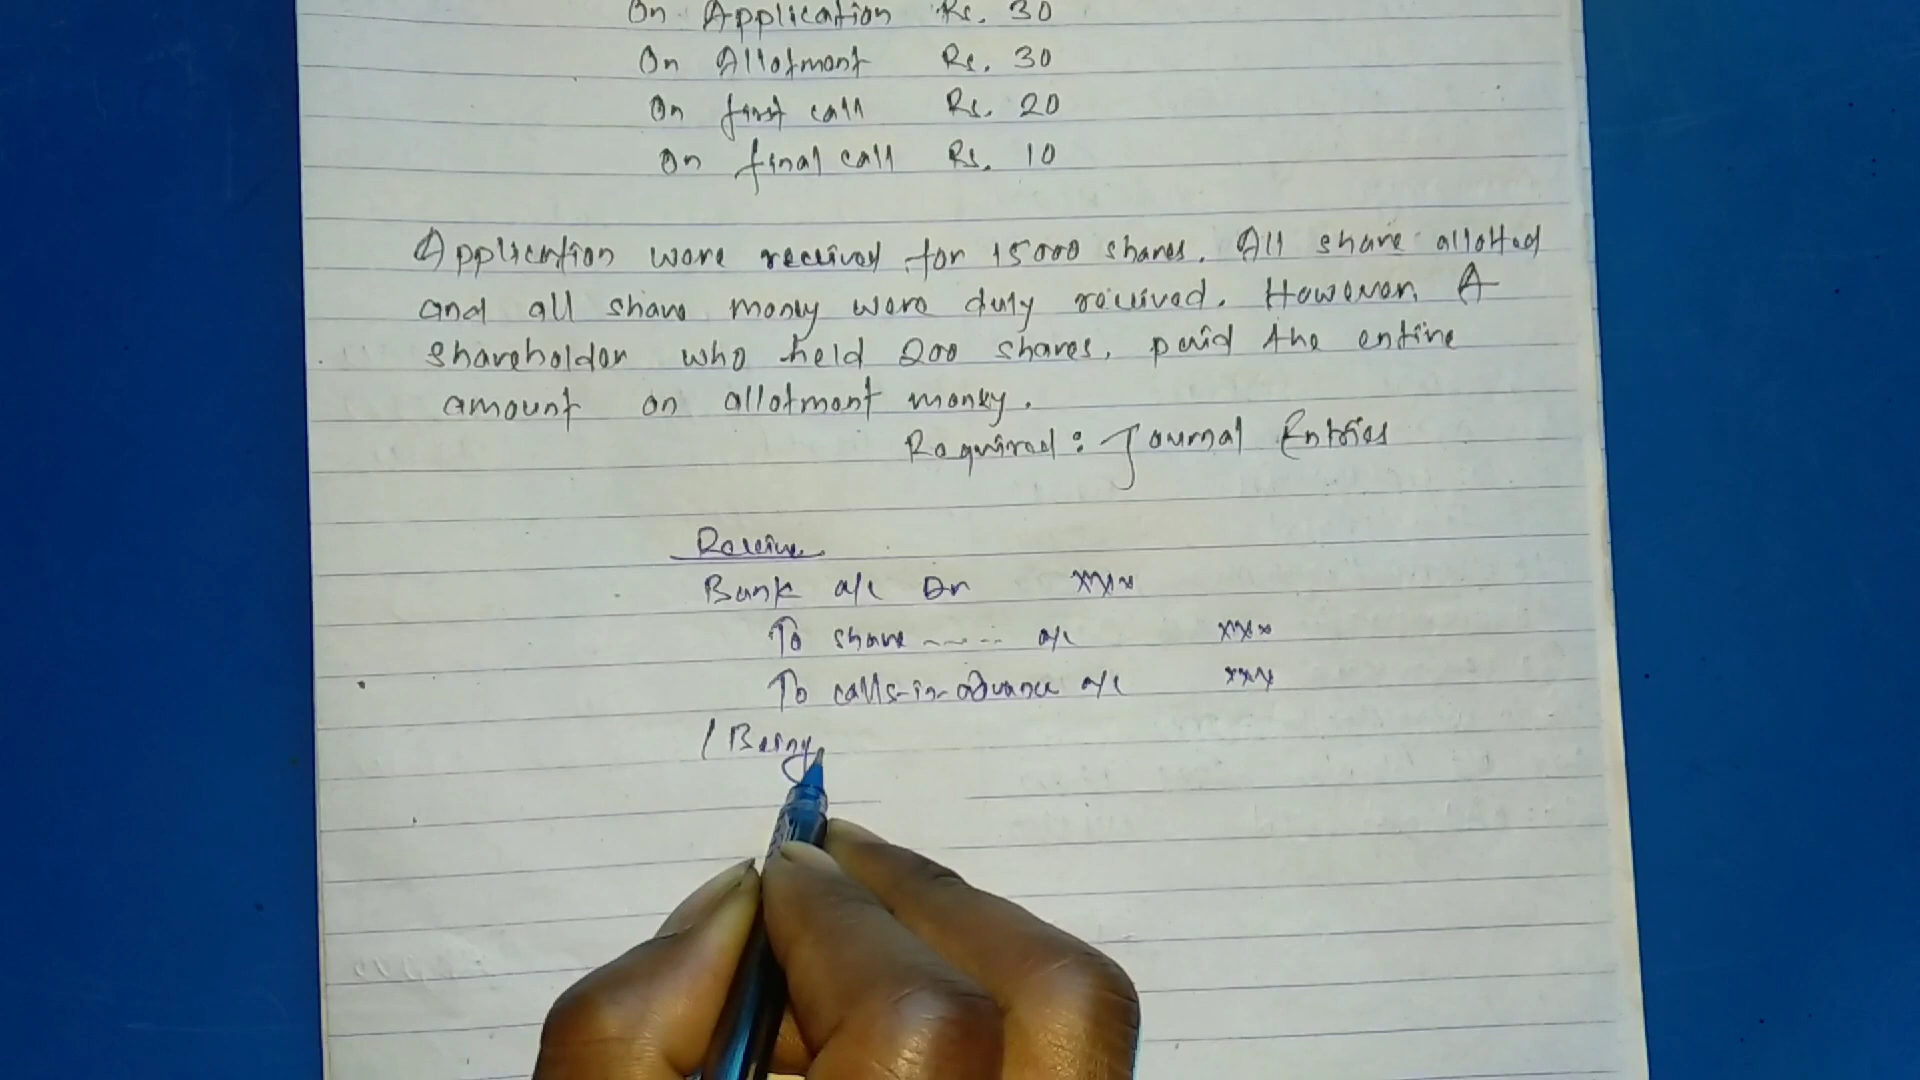 On Application Rs. 30
On Allotment Rs. 30
On first call Rs. 20
On final call Rs. 10
Application were received for 15000 shares. All share allotted
and all share money were duly received. However, A
shareholder who held 200 shares, paid the entire
amount on allotment money.
Required: Journal Entries
Receive
Bank a/c Dr xxx
To share ----- a/c xxx
To calls-in-advance a/c xxx
(Being